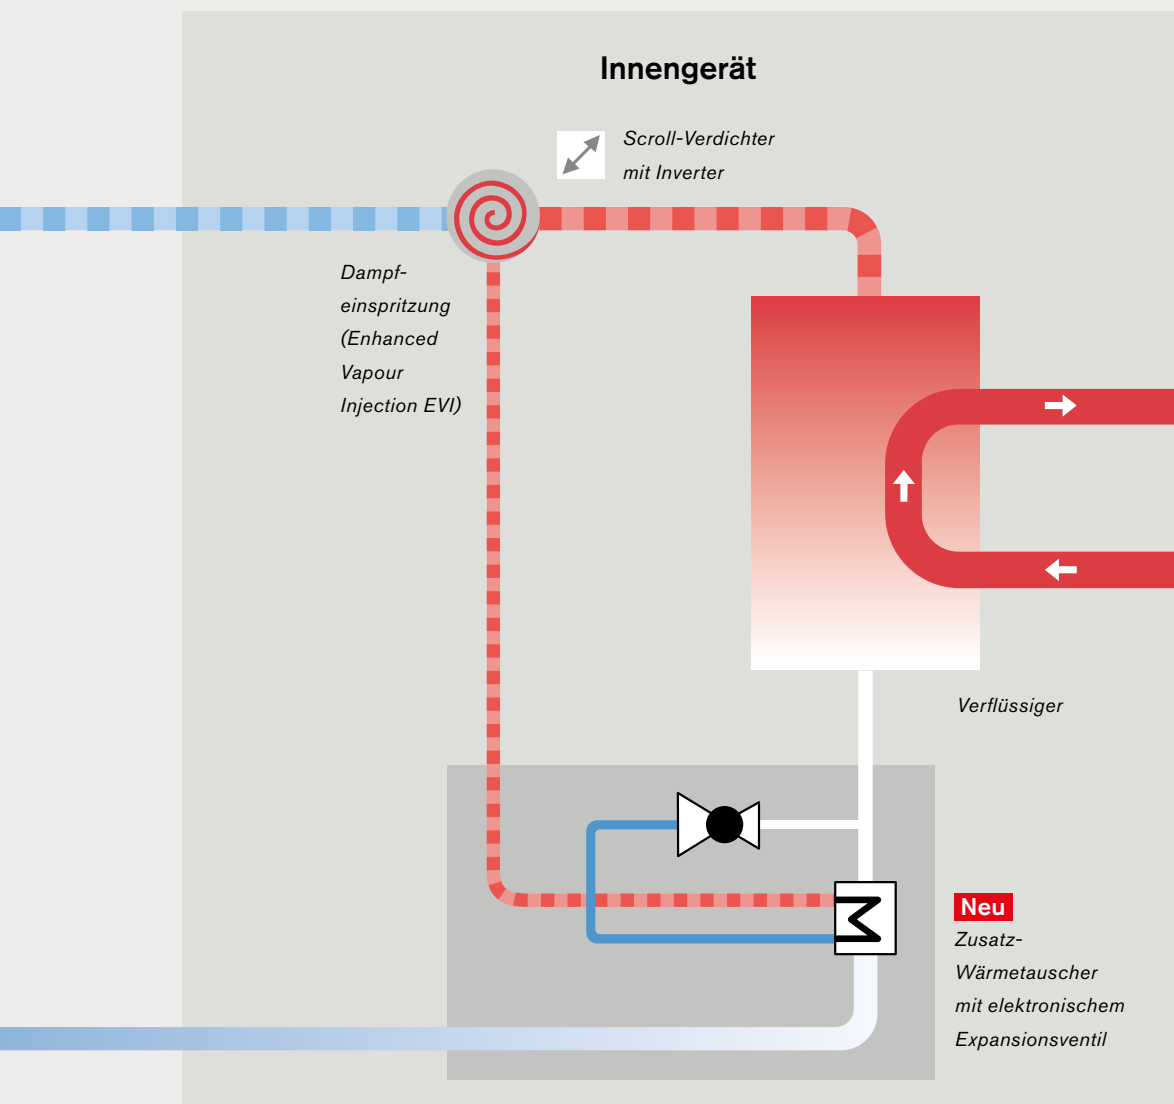 Innengerät
Scroll-Verdichter
mit Inverter
Dampf-
einspritzung
(Enhanced
Vapour
Injection EVI)
Verflüssiger
Neu
Zusatz-
Wärmetauscher
mit elektronischem
Expansionsventil